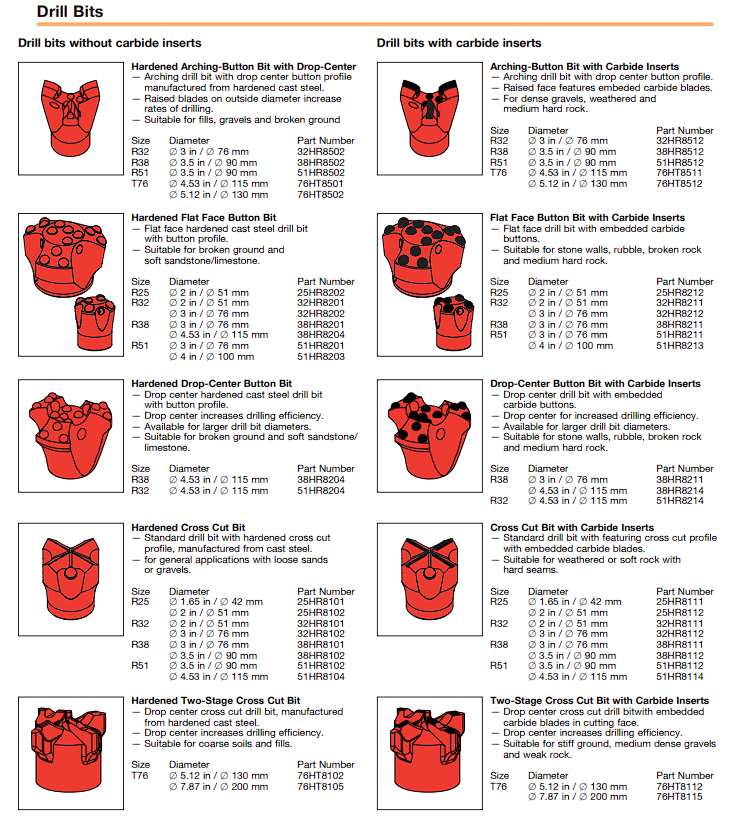 Drill Bits
Drill bits without carbide inserts
Hardened Arching-Button Bit with Drop-Center
— Arching drill bit with drop center button profile
manufactured from hardened cast steel.
— Raised blades on outside diameter increase
rates of drilling.
— Suitable for fills, gravels and broken ground
Size Diameter Part Number
R32 ∅ 3 in / ∅ 76 mm 32HR8502
R38 ∅ 3.5 in / ∅ 90 mm 38HR8502
R51 ∅ 3.5 in / ∅ 90 mm 51HR8502
T76 ∅ 4.53 in / ∅ 115 mm 76HT8501
∅ 5.12 in / ∅ 130 mm 76HT8502
Hardened Flat Face Button Bit
— Flat face hardened cast steel drill bit
with button profile.
— Suitable for broken ground and
soft sandstone/limestone.
Size Diameter Part Number
R25 ∅ 2 in / ∅ 51 mm 25HR8202
R32 ∅ 2 in / ∅ 51 mm 32HR8201
∅ 3 in / ∅ 76 mm 32HR8202
R38 ∅ 3 in / ∅ 76 mm 38HR8201
∅ 4.53 in / ∅ 115 mm 38HR8204
R51 ∅ 3 in / ∅ 76 mm 51HR8201
∅ 4 in / ∅ 100 mm 51HR8203
Hardened Drop-Center Button Bit
— Drop center hardened cast steel drill bit
with button profile.
— Drop center increases drilling efficiency.
— Available for larger drill bit diameters.
— Suitable for broken ground and soft sandstone/
limestone.
Size Diameter Part Number
R38 ∅ 4.53 in / ∅ 115 mm 38HR8204
R32 ∅ 4.53 in / ∅ 115 mm 51HR8204
Hardened Cross Cut Bit
— Standard drill bit with hardened cross cut
profile, manufactured from cast steel.
— for general applications with loose sands
or gravels.
Size Diameter Part Number
R25 ∅ 1.65 in / ∅ 42 mm 25HR8101
∅ 2 in / ∅ 51 mm 25HR8102
R32 ∅ 2 in / ∅ 51 mm 32HR8101
∅ 3 in / ∅ 76 mm 32HR8102
R38 ∅ 3 in / ∅ 76 mm 38HR8101
∅ 3.5 in / ∅ 90 mm 38HR8102
R51 ∅ 3.5 in / ∅ 90 mm 51HR8102
∅ 4.53 in / ∅ 115 mm 51HR8104
Hardened Two-Stage Cross Cut Bit
— Drop center cross cut drill bit, manufactured
from hardened cast steel.
— Drop center increases drilling efficiency.
— Suitable for coarse soils and fills.
Size Diameter Part Number
T76 ∅ 5.12 in / ∅ 130 mm 76HT8102
∅ 7.87 in / ∅ 200 mm 76HT8105
Drill bits with carbide inserts
Arching-Button Bit with Carbide Inserts
— Arching drill bit with drop center button profile.
— Raised face features embeded carbide blades.
— For dense gravels, weathered and
medium hard rock.
Size Diameter Part Number
R32 ∅ 3 in / ∅ 76 mm 32HR8512
R38 ∅ 3.5 in / ∅ 90 mm 38HR8512
R51 ∅ 3.5 in / ∅ 90 mm 51HR8512
T76 ∅ 4.53 in / ∅ 115 mm 76HT8511
∅ 5.12 in / ∅ 130 mm 76HT8512
Flat Face Button Bit with Carbide Inserts
— Flat face drill bit with embedded carbide
buttons.
— Suitable for stone walls, rubble, broken rock
and medium hard rock.
Size Diameter Part Number
R25 ∅ 2 in / ∅ 51 mm 25HR8212
R32 ∅ 2 in / ∅ 51 mm 32HR8211
∅ 3 in / ∅ 76 mm 32HR8212
R38 ∅ 3 in / ∅ 76 mm 38HR8211
R51 ∅ 3 in / ∅ 76 mm 51HR8211
∅ 4 in / ∅ 100 mm 51HR8213
Drop-Center Button Bit with Carbide Inserts
— Drop center drill bit with embedded
carbide buttons.
— Drop center for increased drilling efficiency.
— Available for larger drill bit diameters.
— Suitable for stone walls, rubble, broken rock
and medium hard rock.
Size Diameter Part Number
R38 ∅ 3 in / ∅ 76 mm 38HR8211
∅ 4.53 in / ∅ 115 mm 38HR8214
R32 ∅ 4.53 in / ∅ 115 mm 51HR8214
Cross Cut Bit with Carbide Inserts
— Standard drill bit with featuring cross cut profile
with embedded carbide blades.
— Suitable for weathered or soft rock with
hard seams.
Size Diameter Part Number
R25 ∅ 1.65 in / ∅ 42 mm 25HR8111
∅ 2 in / ∅ 51 mm 25HR8112
R32 ∅ 2 in / ∅ 51 mm 32HR8111
∅ 3 in / ∅ 76 mm 32HR8112
R38 ∅ 3 in / ∅ 76 mm 38HR8111
∅ 3.5 in / ∅ 90 mm 38HR8112
R51 ∅ 3.5 in / ∅ 90 mm 51HR8112
∅ 4.53 in / ∅ 115 mm 51HR8114
Two-Stage Cross Cut Bit with Carbide Inserts
— Drop center cross cut drill bitwith embedded
carbide blades in cutting face.
— Drop center increases drilling efficiency.
— Suitable for stiff ground, medium dense gravels
and weak rock.
Size Diameter Part Number
T76 ∅ 5.12 in / ∅ 130 mm 76HT8112
∅ 7.87 in / ∅ 200 mm 76HT8115